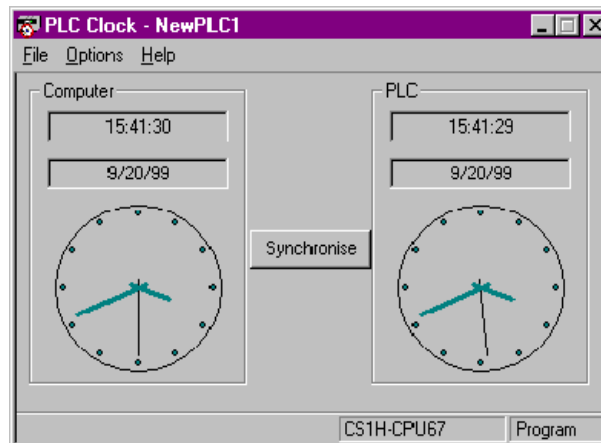 PLC Clock - NewPLC1
File Options Help
Computer
15:41:30
9/20/99
Synchronise
PLC
15:41:29
9/20/99
CS1H-CPU67 Program